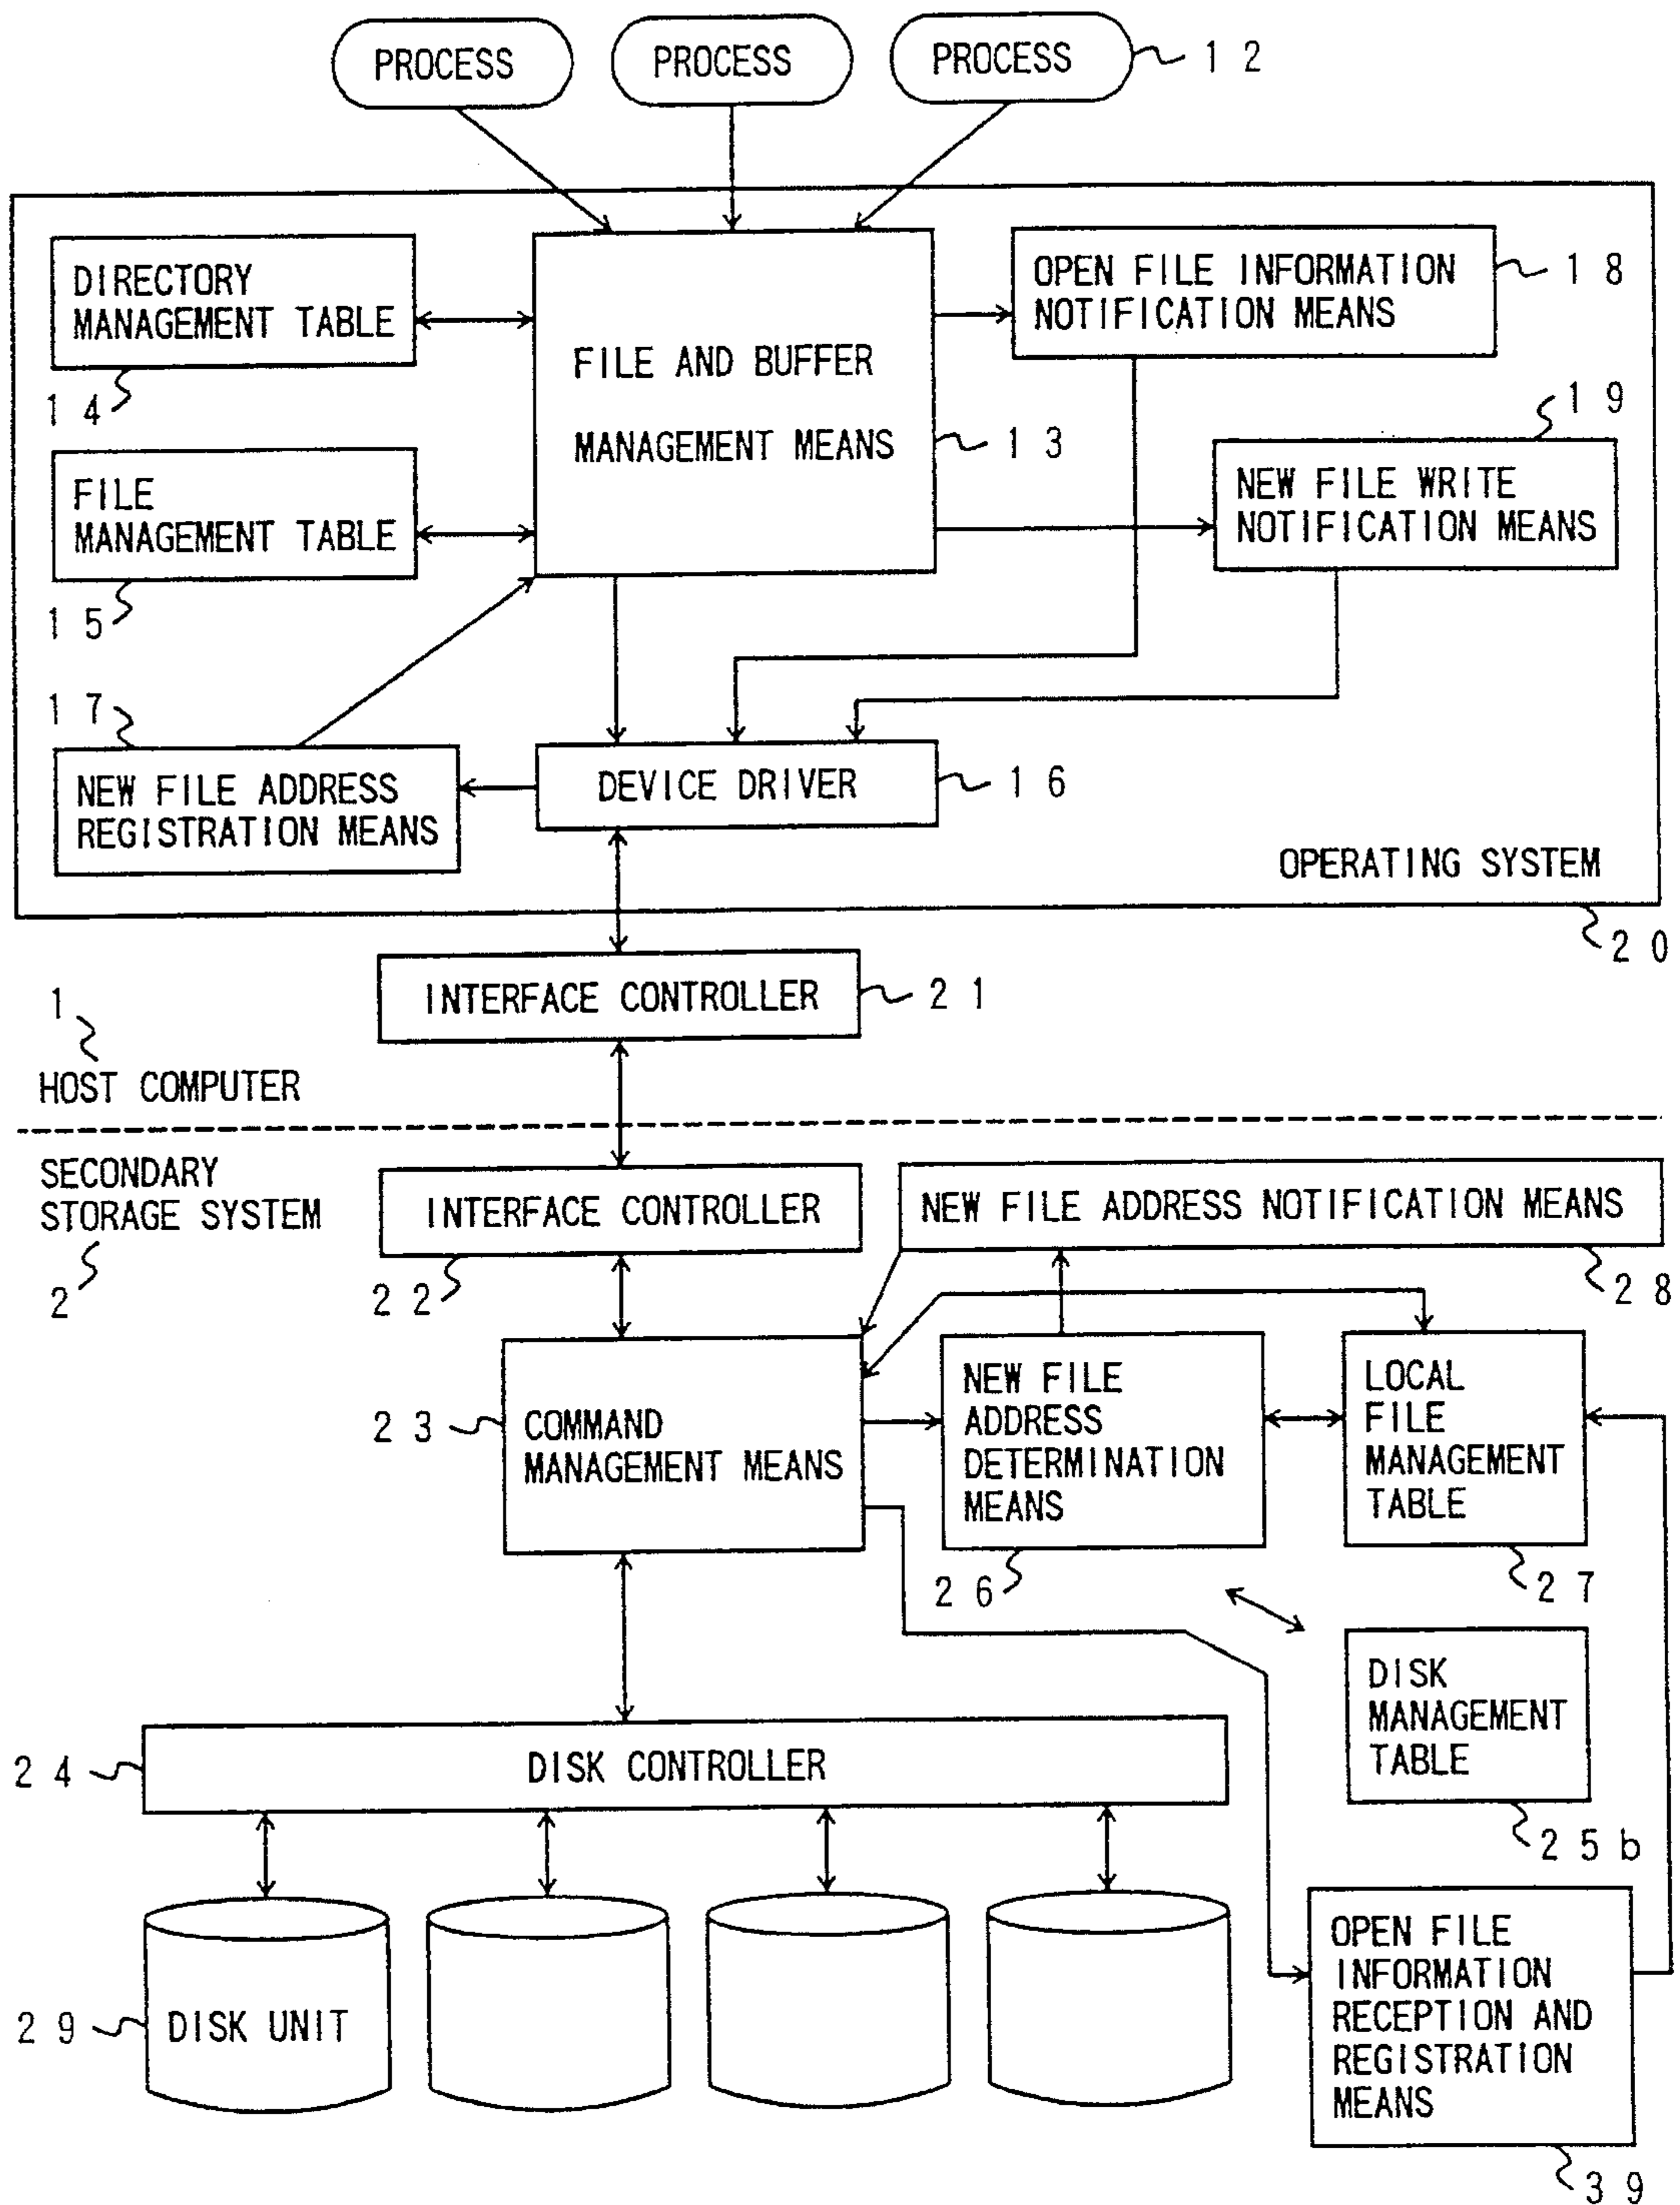 PROCESS
PROCESS
PROCESS
1 2
DIRECTORY
MANAGEMENT TABLE
1 4
FILE AND BUFFER
MANAGEMENT MEANS
1 3
OPEN FILE INFORMATION
NOTIFICATION MEANS
1 8
1 9
NEW FILE WRITE
NOTIFICATION MEANS
FILE
MANAGEMENT TABLE
1 5
1 7
NEW FILE ADDRESS
REGISTRATION MEANS
DEVICE DRIVER
1 6
OPERATING SYSTEM
2 0
INTERFACE CONTROLLER
2 1
1
HOST COMPUTER
SECONDARY
STORAGE SYSTEM
2
INTERFACE CONTROLLER
2 2
NEW FILE ADDRESS NOTIFICATION MEANS
2 8
2 3
COMMAND
MANAGEMENT MEANS
NEW FILE
ADDRESS
DETERMINATION
MEANS
2 6
LOCAL
FILE
MANAGEMENT
TABLE
2 7
DISK
MANAGEMENT
TABLE
2 5 b
2 4
DISK CONTROLLER
2 9
DISK UNIT
OPEN FILE
INFORMATION
RECEPTION AND
REGISTRATION
MEANS
3 9